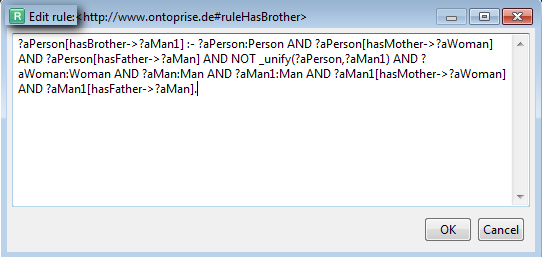 R Edit rule:<http://www.ontoprise.de#ruleHasBrother>
?aPerson[hasBrother->?aMan1] :- ?aPerson:Person AND ?aPerson[hasMother->?aWoman]
AND ?aPerson[hasFather->?aMan] AND NOT _unify(?aPerson,?aMan1) AND ?
aWoman:Woman AND ?aMan:Man AND ?aMan1:Man AND ?aMan1[hasMother->?aWoman]
AND ?aMan1[hasFather->?aMan].
OK Cancel